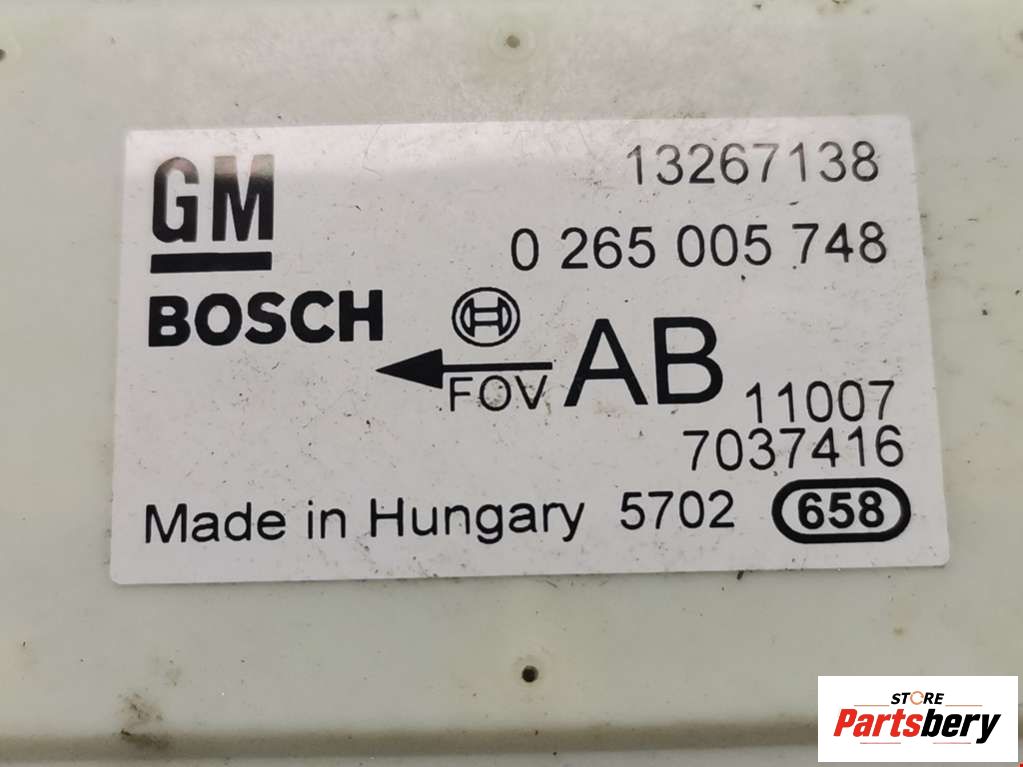 GM
13267138
0 265 005 748
BOSCH
FOV
AB
11007
7037416
Made in Hungary 5702 658
STORE
Partsbery